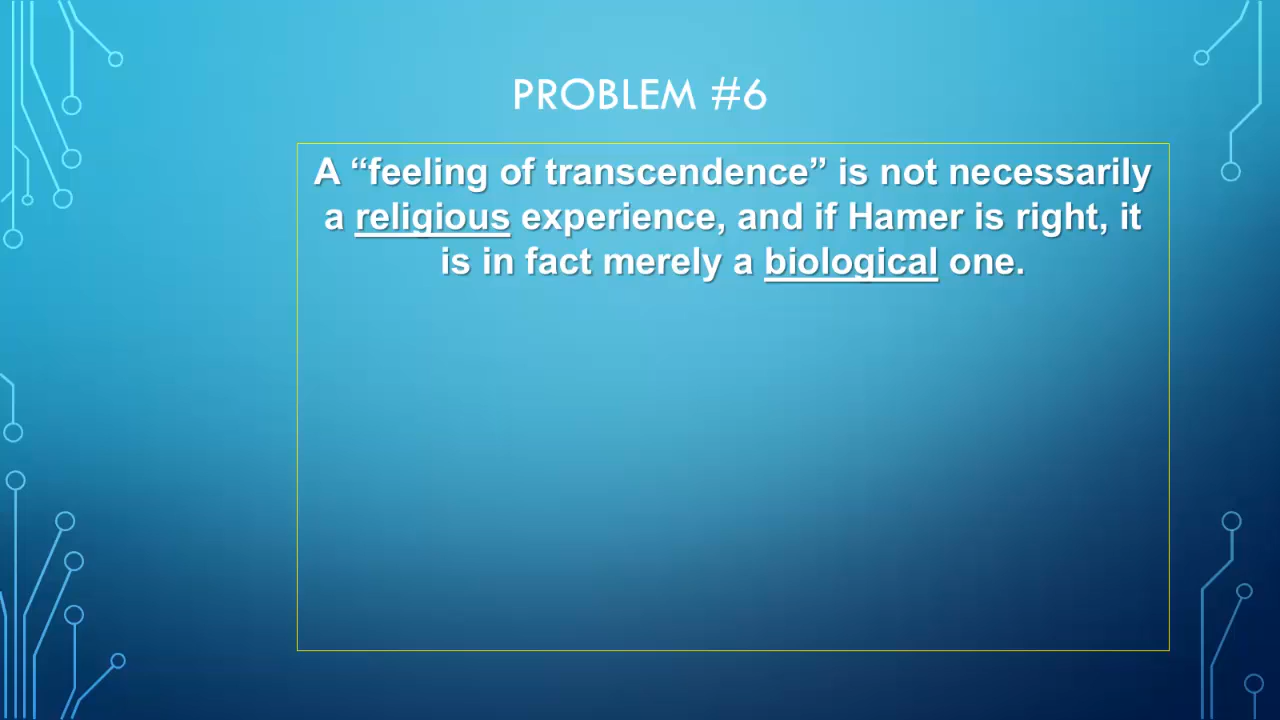 PROBLEM #6
A “feeling of transcendence” is not necessarily
a religious experience, and if Hamer is right, it
is in fact merely a biological one.